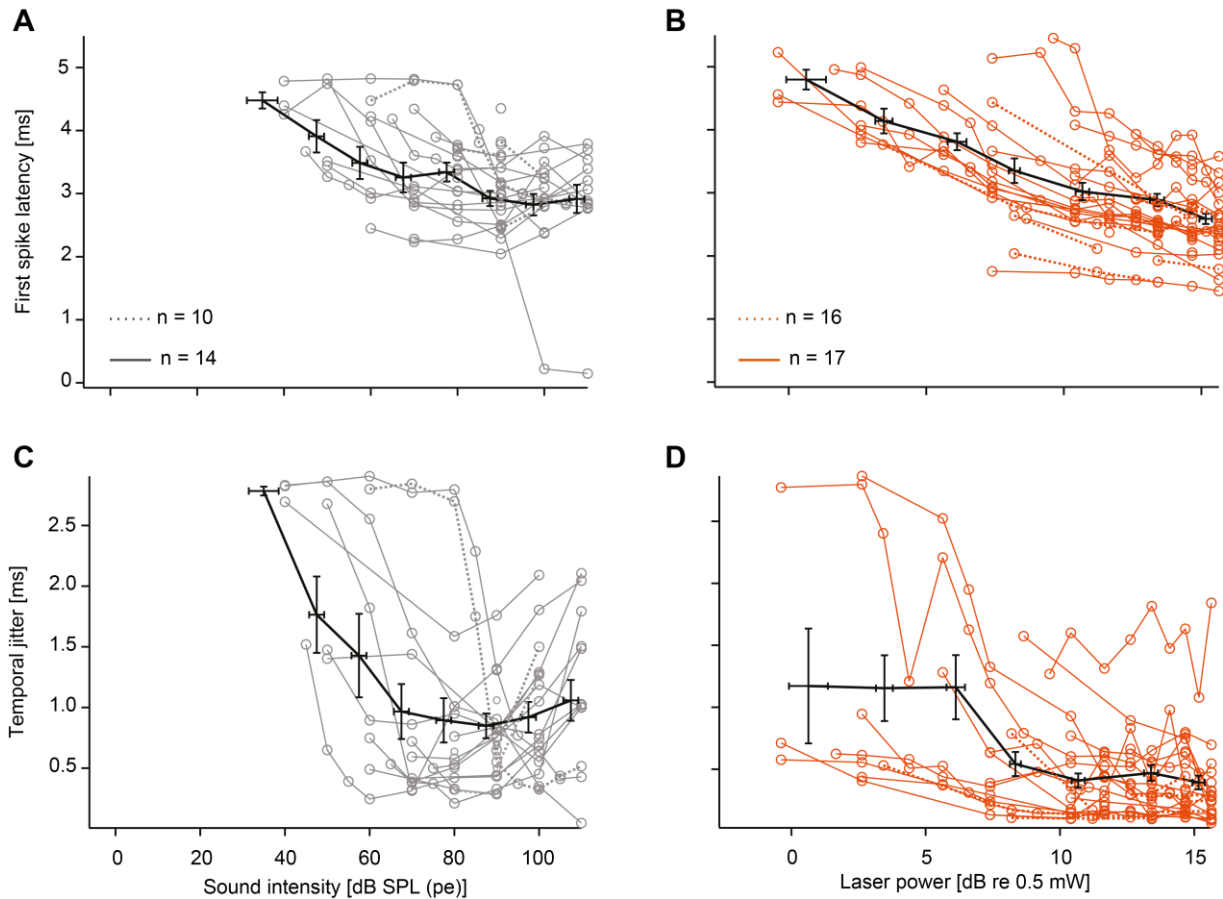 A
B
First spike latency [ms]
5
4
3
2
1
0
n = 10
n = 14
n = 16
n = 17
C
D
Temporal jitter [ms]
2.5
2.0
1.5
1.0
0.5
0 20 40 60 80 100
Sound intensity [dB SPL (pe)]
0 5 10 15
Laser power [dB re 0.5 mW]